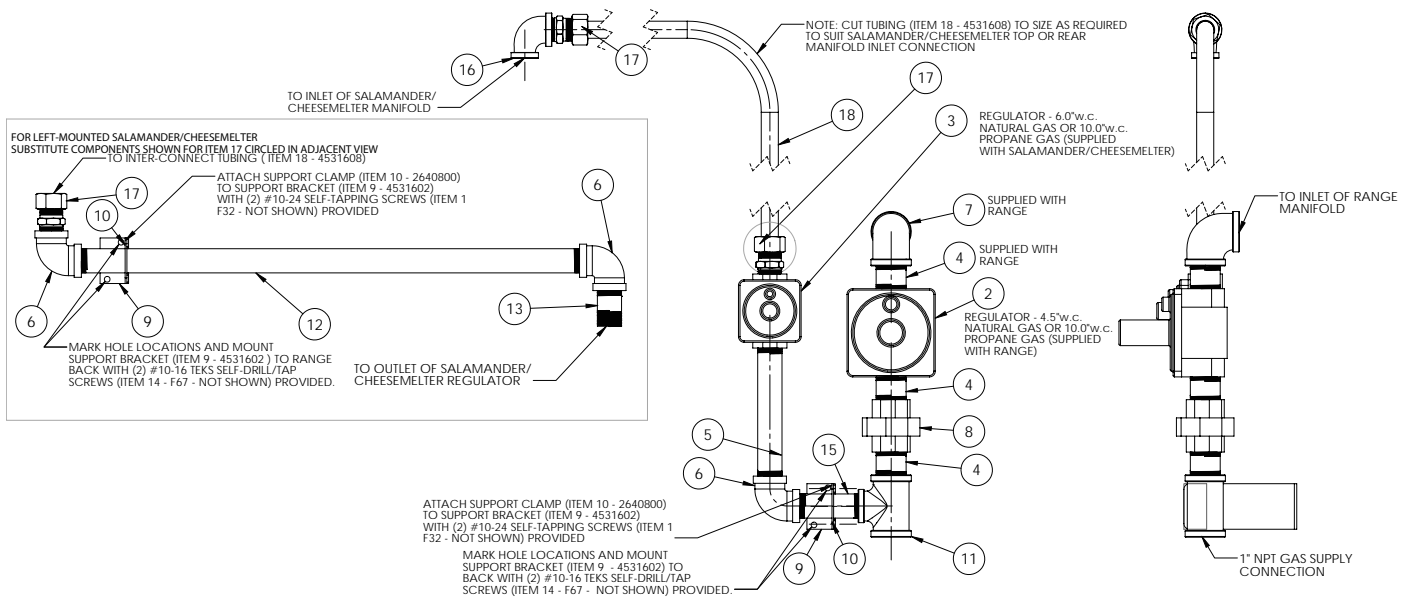 NOTE: CUT TUBING (ITEM 18 - 4531608) TO SIZE AS REQUIRED
TO SUIT SALAMANDER/CHEESEMELTER TOP OR REAR
MANIFOLD INLET CONNECTION
16
17
17
TO INLET OF SALAMANDER/
CHEESEMELTER MANIFOLD
18
3
REGULATOR - 6.0"w.c.
NATURAL GAS OR 10.0"w.c.
PROPANE GAS (SUPPLIED
WITH SALAMANDER/CHEESEMELTER)
FOR LEFT-MOUNTED SALAMANDER/CHEESEMELTER
SUBSTITUTE COMPONENTS SHOWN FOR ITEM 17 CIRCLED IN ADJACENT VIEW
TO INTER-CONNECT TUBING ( ITEM 18 - 4531608)
17
10
ATTACH SUPPORT CLAMP (ITEM 10 - 2640800)
TO SUPPORT BRACKET (ITEM 9 - 4531602)
WITH (2) #10-24 SELF-TAPPING SCREWS (ITEM 1
F32 - NOT SHOWN) PROVIDED
6
6
9
12
13
MARK HOLE LOCATIONS AND MOUNT
SUPPORT BRACKET (ITEM 9 - 4531602 ) TO RANGE
BACK WITH (2) #10-16 TEKS SELF-DRILL/TAP
SCREWS (ITEM 14 - F67 - NOT SHOWN) PROVIDED.
TO OUTLET OF SALAMANDER/
CHEESEMELTER REGULATOR
17
7
SUPPLIED WITH
RANGE
4
SUPPLIED WITH
RANGE
2
REGULATOR - 4.5"w.c.
NATURAL GAS OR 10.0"w.c.
PROPANE GAS (SUPPLIED
WITH RANGE)
4
8
4
5
6
15
ATTACH SUPPORT CLAMP (ITEM 10 - 2640800)
TO SUPPORT BRACKET (ITEM 9 - 4531602)
WITH (2) #10-24 SELF-TAPPING SCREWS (ITEM 1
F32 - NOT SHOWN) PROVIDED
MARK HOLE LOCATIONS AND MOUNT
SUPPORT BRACKET (ITEM 9 - 4531602) TO
BACK WITH (2) #10-16 TEKS SELF-DRILL/TAP
SCREWS (ITEM 14 - F67 - NOT SHOWN) PROVIDED.
9
10
11
TO INLET OF RANGE
MANIFOLD
1" NPT GAS SUPPLY
CONNECTION